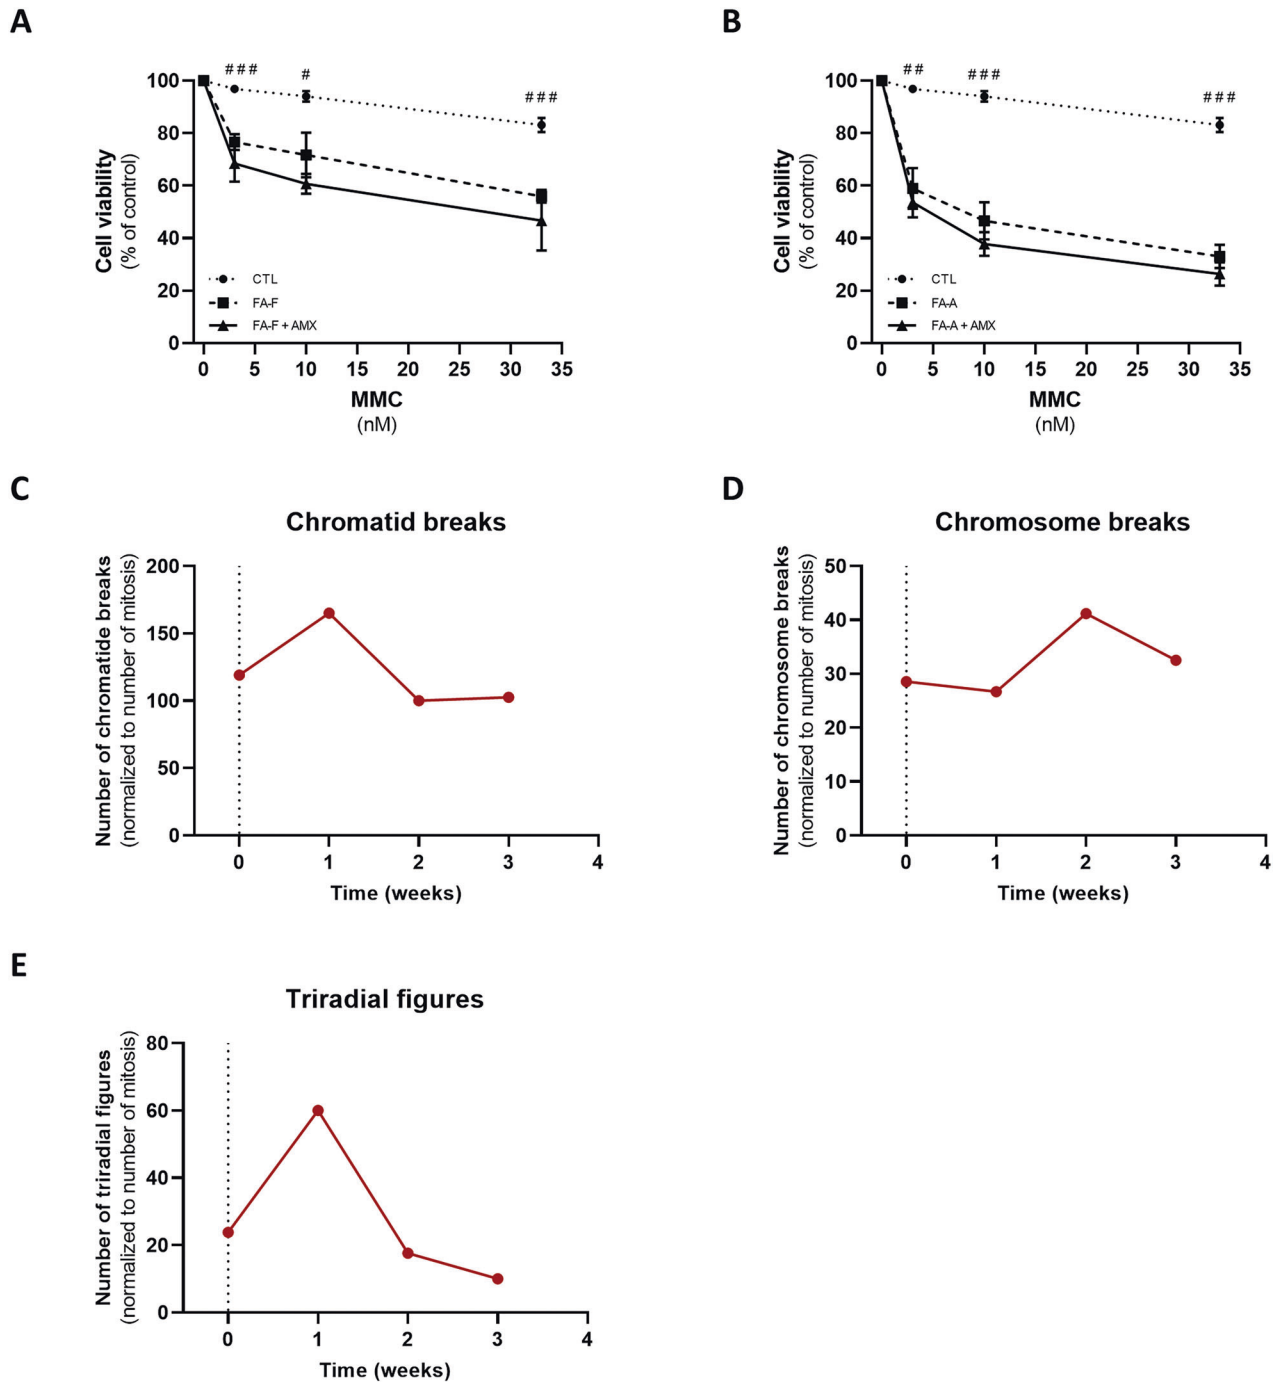 A
###
#
###
100
80
60
40
20
0
Cell viability
(% of control)
CTL
FA-F
FA-F + AMX
0 5 10 15 20 25 30 35
MMC
(nM)
B
##
###
###
100
80
60
40
20
0
Cell viability
(% of control)
CTL
FA-A
FA-A + AMX
0 5 10 15 20 25 30 35
MMC
(nM)
C
Chromatid breaks
Number of chromatide breaks
(normalized to number of mitosis)
200
150
100
50
0
0 1 2 3 4
Time (weeks)
D
Chromosome breaks
Number of chromosome breaks
(normalized to number of mitosis)
50
40
30
20
10
0
0 1 2 3 4
Time (weeks)
E
Triradial figures
Number of triradial figures
(normalized to number of mitosis)
80
60
40
20
0
0 1 2 3 4
Time (weeks)